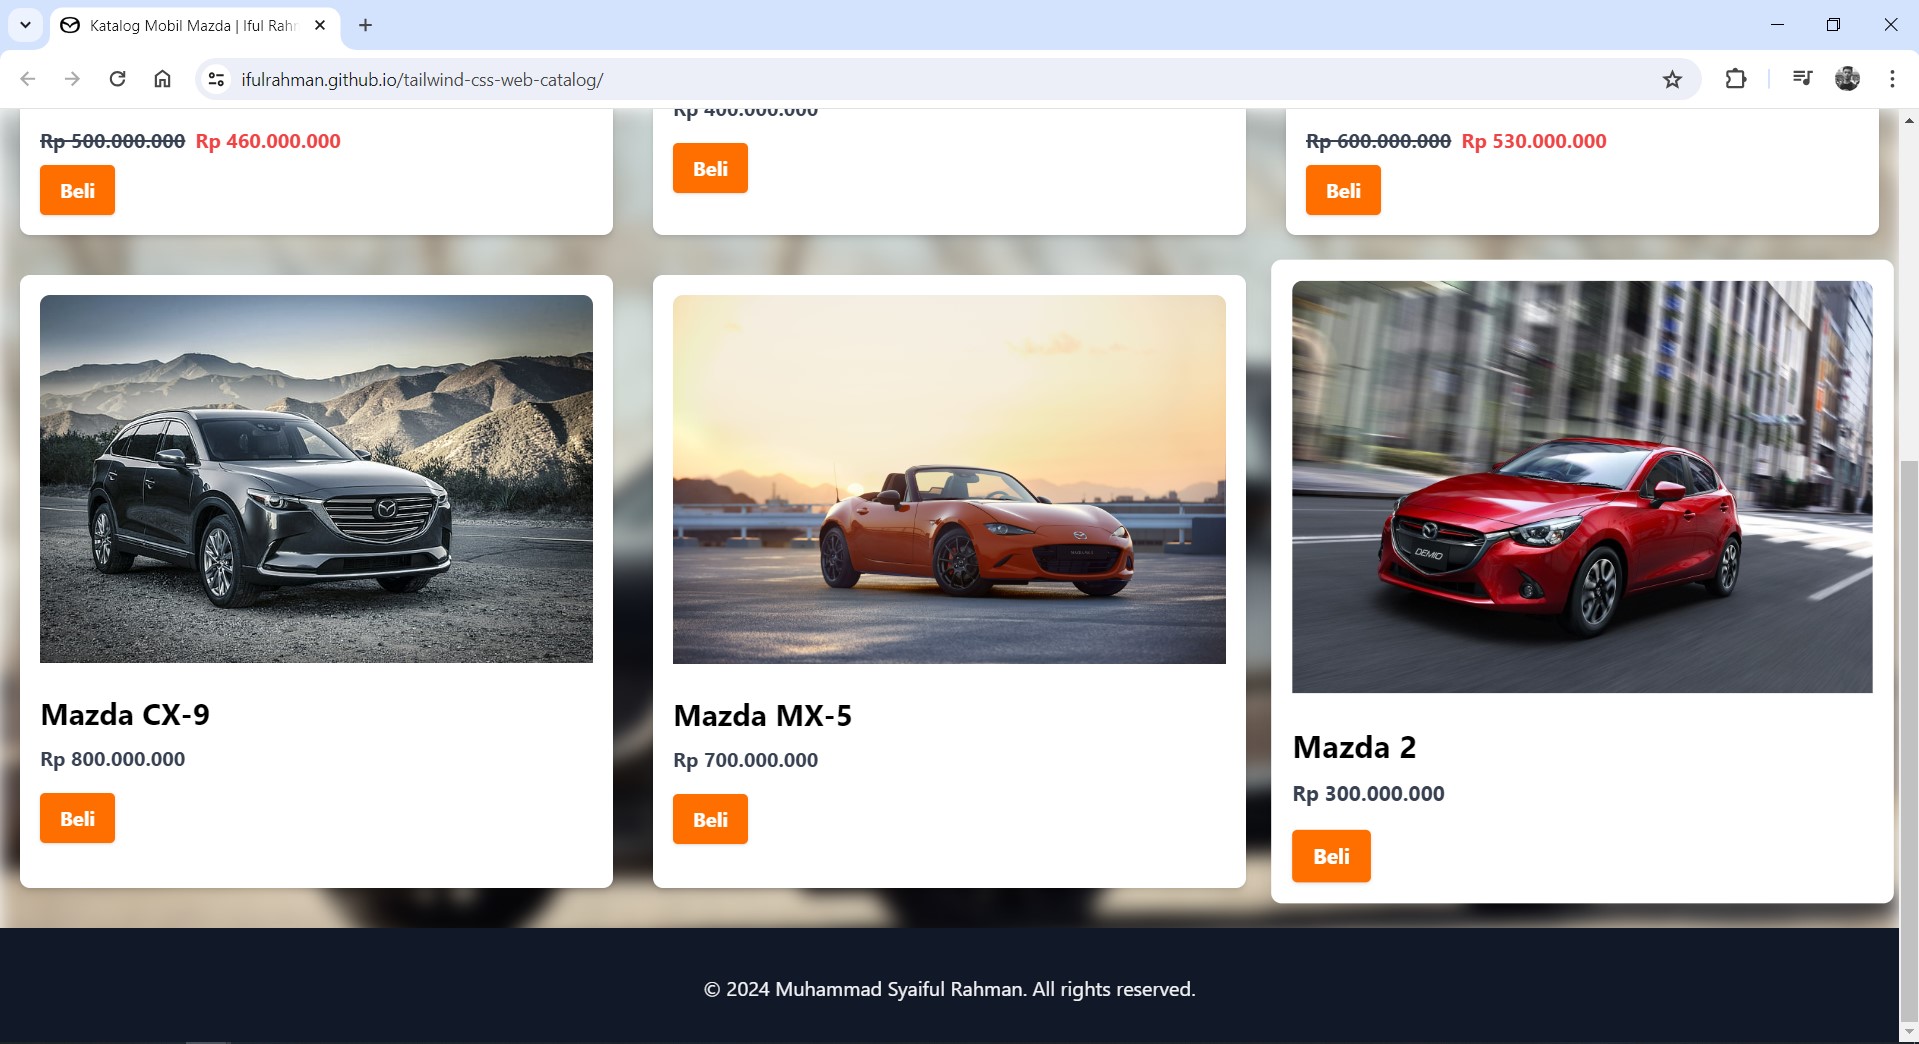 Katalog Mobil Mazda | Iful Rahr
ifulrahman.github.io/tailwind-css-web-catalog/
Rp 500.000.000 Rp 460.000.000
Beli
Rp 400.000.000
Beli
Rp 600.000.000 Rp 530.000.000
Beli
Mazda CX-9
Rp 800.000.000
Beli
Mazda MX-5
Rp 700.000.000
Beli
DEMIO
Mazda 2
Rp 300.000.000
Beli
© 2024 Muhammad Syaiful Rahman. All rights reserved.